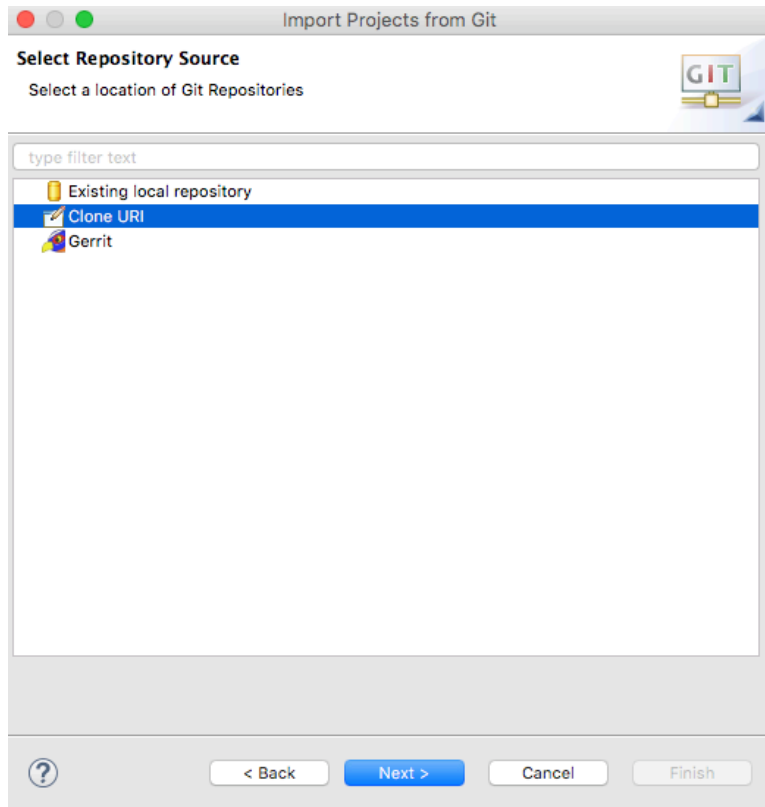 Import Projects from Git
Select Repository Source
Select a location of Git Repositories
GIT
type filter text
Existing local repository
Clone URI
Gerrit
?
< Back
Next >
Cancel
Finish